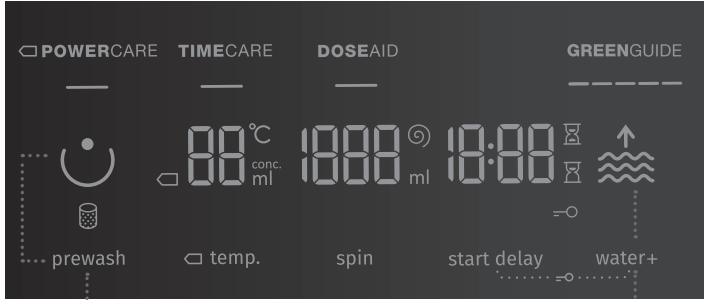 POWERCARE TIMECARE DOSEAID GREENGUIDE
88 °C 1888 18:88
conc.
ml ml
prewash temp. spin start delay water+